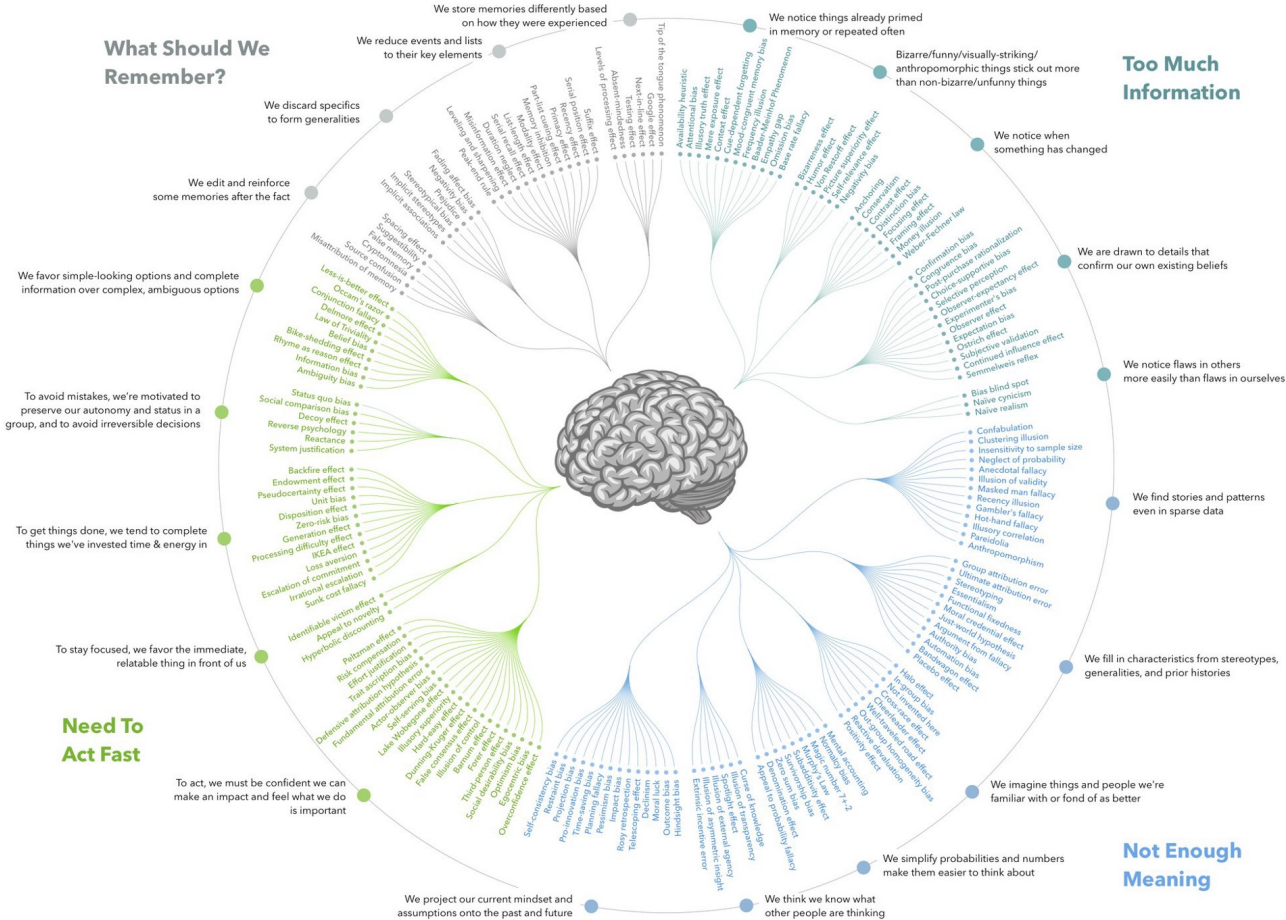 What Should We
Remember?
We store memories differently based
on how they were experienced
We reduce events and lists
to their key elements
We discard specifics
to form generalities
We edit and reinforce
some memories after the fact
Tip of the tongue phenomenon
Google effect
Next-in-line effect
Testing effect
Absent-mindedness
Levels of processing effect
Suffix effect
Serial position effect
Recency effect
Primacy effect
Part-list cueing effect
Memory inhibition
Modality effect
List-length effect
Serial recall effect
Duration neglect
Misinformation effect
Leveling and sharpening
Peak-end rule
Fading affect bias
Negativity bias
Prejudice
Stereotypical bias
Implicit stereotypes
Implicit associations
Spacing effect
Suggestibility
False memory
Cryptomnesia
Source confusion
Misattribution of memory
Too Much
Information
We notice things already primed
in memory or repeated often
Bizarre/funny/visually-striking/
anthropomorphic things stick out more
than non-bizarre/unfunny things
We notice when
something has changed
We are drawn to details that
confirm our own existing beliefs
We notice flaws in others
more easily than flaws in ourselves
Availability heuristic
Attentional bias
Illusory truth effect
Mere exposure effect
Context effect
Cue-dependent forgetting
Mood-congruent memory bias
Frequency illusion
Baader-Meinhof Phenomenon
Empathy gap
Omission bias
Base rate fallacy
Bizarreness effect
Humor effect
Von Restorff effect
Picture superiority effect
Self-relevance effect
Negativity bias
Anchoring
Conservatism
Contrast effect
Distinction bias
Focusing effect
Framing effect
Money illusion
Weber–Fechner law
Confirmation bias
Congruence bias
Post-purchase rationalization
Choice-supportive bias
Selective perception
Observer-expectancy effect
Experimenter's bias
Observer effect
Expectation bias
Ostrich effect
Subjective validation
Continued influence effect
Semmelweis reflex
Bias blind spot
Naïve cynicism
Naïve realism
Not Enough
Meaning
We find stories and patterns
even in sparse data
We fill in characteristics from stereotypes,
generalities, and prior histories
We imagine things and people we're
familiar with or fond of as better
We simplify probabilities and numbers
make them easier to think about
We think we know what
other people are thinking
We project our current mindset and
assumptions onto the past and future
Confabulation
Clustering illusion
Insensitivity to sample size
Neglect of probability
Anecdotal fallacy
Illusion of validity
Masked man fallacy
Recency illusion
Gambler's fallacy
Hot-hand fallacy
Illusory correlation
Pareidolia
Anthropomorphism
Group attribution error
Ultimate attribution error
Stereotyping
Essentialism
Functional fixedness
Moral credential effect
Just-world hypothesis
Argument from fallacy
Authority bias
Automation bias
Bandwagon effect
Placebo effect
Halo effect
In-group bias
Not invented here
Cross-race effect
Cheerleader effect
Well-traveled road effect
Out-group homogeneity bias
Reactive devaluation
Positivity effect
Mental accounting
Normalcy bias
Magic number 7+-2
Murphy's Law
Subadditivity effect
Survivorship bias
Zero sum bias
Denomination effect
Appeal to probability fallacy
Curse of knowledge
Illusion of transparency
Spotlight effect
Illusion of external agency
Illusion of asymmetric insight
Extrinsic incentive error
Hindsight bias
Outcome bias
Moral luck
Declinism
Telescoping effect
Rosy retrospection
Impact bias
Pessimism bias
Planning fallacy
Time-saving bias
Pro-innovation bias
Projection bias
Restraint bias
Self-consistency bias
Need To
Act Fast
We favor simple-looking options and complete
information over complex, ambiguous options
To avoid mistakes, we're motivated to
preserve our autonomy and status in a
group, and to avoid irreversible decisions
To get things done, we tend to complete
things we've invested time & energy in
To stay focused, we favor the immediate,
relatable thing in front of us
To act, we must be confident we can
make an impact and feel what we do
is important
Less-is-better effect
Occam's razor
Conjunction fallacy
Delmore effect
Law of Triviality
Belief bias
Bike-shedding effect
Rhyme as reason effect
Information bias
Ambiguity bias
Status quo bias
Social comparison bias
Decoy effect
Reverse psychology
Reactance
System justification
Backfire effect
Endowment effect
Pseudocertainty effect
Unit bias
Disposition effect
Zero-risk bias
Generation effect
Processing difficulty effect
IKEA effect
Loss aversion
Escalation of commitment
Irrational escalation
Sunk cost fallacy
Identifiable victim effect
Appeal to novelty
Hyperbolic discounting
Peltzman effect
Risk compensation
Effort justification
Trait ascription bias
Defensive attribution hypothesis
Fundamental attribution error
Actor-observer bias
Self-serving bias
Lake Wobegone effect
Illusory superiority
Hard-easy effect
Dunning-Kruger effect
False consensus effect
Illusion of control
Barnum effect
Forer effect
Third-person effect
Social desirability bias
Optimism bias
Egocentric bias
Overconfidence effect